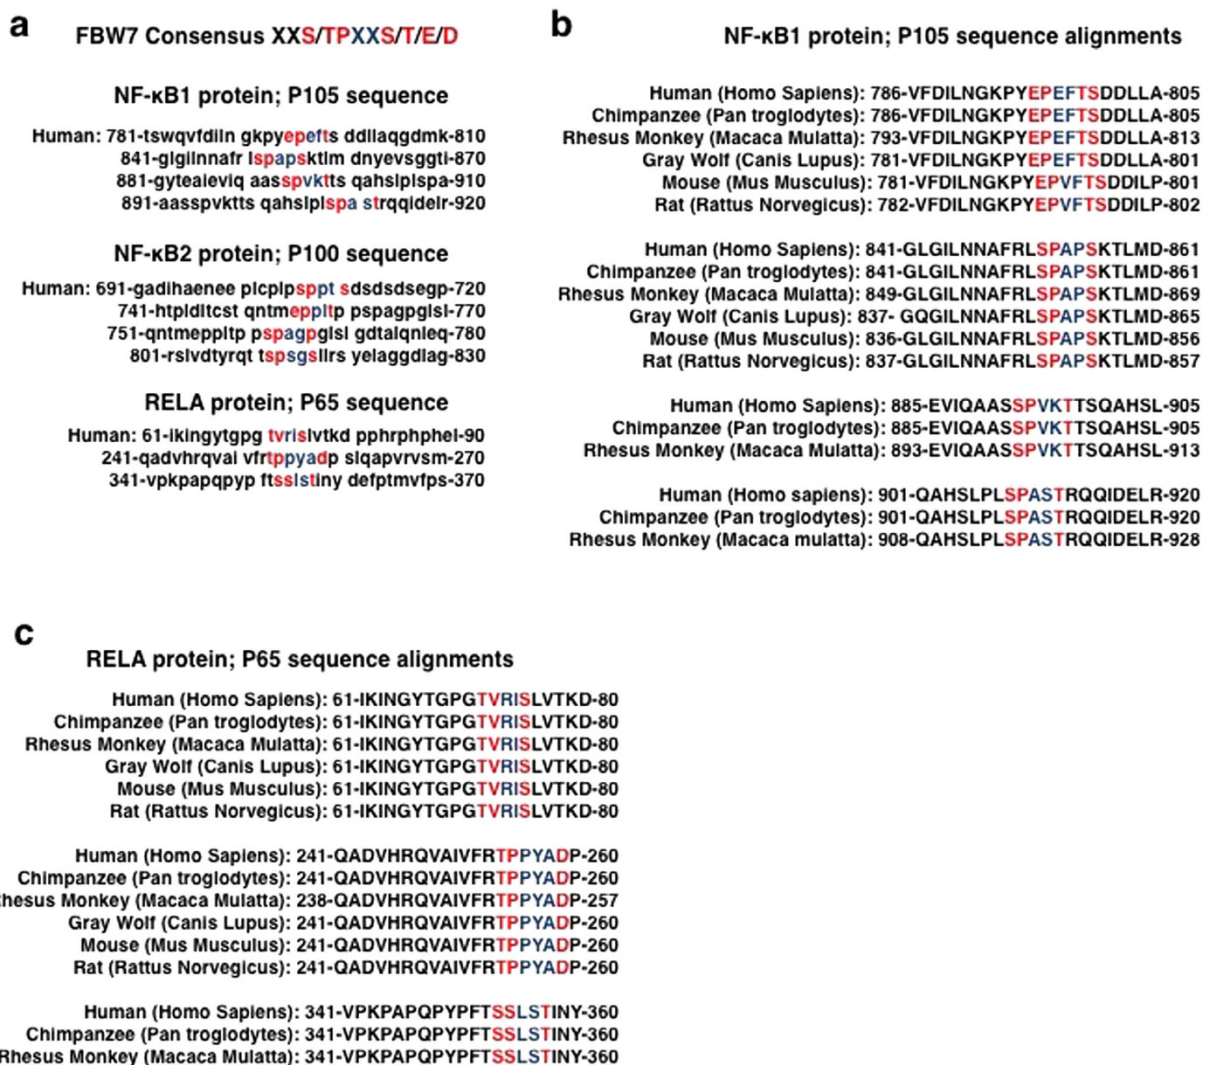 a
FBW7 Consensus XXS/TPXXS/T/E/D
NF-κB1 protein; P105 sequence
Human: 781-tswqvfdiln gkpyepefts ddllaqgdmk-810
841-glgilnnafr lspapsktlm dnyevsggti-870
881-gytealeviq aasspvktts qahslplspa-910
891-aasspvktts qahslplspa strqqidelr-920
NF-κB2 protein; P100 sequence
Human: 691-gadihaenee plcplpsppt sdsdsdsegp-720
741-htpldltcst qntmeppltp pspagpglsl-770
751-qntmeppltp pspagpglsl gdtalqnleq-780
801-rslvdtyrqt tspsgsllrs yelaggdlag-830
RELA protein; P65 sequence
Human: 61-ikingytgpg tvrislvtkd pphrphphel-90
241-qadvhrqvai vfrtppyadp slqapvrvsm-270
341-vpkpapqpyp ftsslstiny defptmvfps-370
b
NF-κB1 protein; P105 sequence alignments
Human (Homo Sapiens): 786-VFDILNGKPYEPEFTSDDLLA-805
Chimpanzee (Pan troglodytes): 786-VFDILNGKPYEPEFTSDDLLA-805
Rhesus Monkey (Macaca Mulatta): 793-VFDILNGKPYEPEFTSDDLLA-813
Gray Wolf (Canis Lupus): 781-VFDILNGKPYEPEFTSDDLLA-801
Mouse (Mus Musculus): 781-VFDILNGKPYEPVFTSDDILP-801
Rat (Rattus Norvegicus): 782-VFDILNGKPYEPVFTSDDILP-802
Human (Homo Sapiens): 841-GLGILNNAFRLSPAPSKTLMD-861
Chimpanzee (Pan troglodytes): 841-GLGILNNAFRLSPAPSKTLMD-861
Rhesus Monkey (Macaca Mulatta): 849-GLGILNNAFRLSPAPSKTLMD-869
Gray Wolf (Canis Lupus): 837- GQGILNNAFRLSPAPSKTLMD-865
Mouse (Mus Musculus): 836-GLGILNNAFRLSPAPSKTLMD-856
Rat (Rattus Norvegicus): 837-GLGILNNAFRLSPAPSKTLMD-857
Human (Homo Sapiens): 885-EVIQAASSPVKTTSQAHSL-905
Chimpanzee (Pan troglodytes): 885-EVIQAASSPVKTTSQAHSL-905
Rhesus Monkey (Macaca Mulatta): 893-EVIQAASSPVKTTSQAHSL-913
Human (Homo sapiens): 901-QAHSLPLSPASTRQQIDELR-920
Chimpanzee (Pan troglodytes): 901-QAHSLPLSPASTRQQIDELR-920
Rhesus Monkey (Macaca mulatta): 908-QAHSLPLSPASTRQQIDELR-928
c
RELA protein; P65 sequence alignments
Human (Homo Sapiens): 61-IKINGYTGPGTVRISLVTKD-80
Chimpanzee (Pan troglodytes): 61-IKINGYTGPGTVRISLVTKD-80
Rhesus Monkey (Macaca Mulatta): 61-IKINGYTGPGTVRISLVTKD-80
Gray Wolf (Canis Lupus): 61-IKINGYTGPGTVRISLVTKD-80
Mouse (Mus Musculus): 61-IKINGYTGPGTVRISLVTKD-80
Rat (Rattus Norvegicus): 61-IKINGYTGPGTVRISLVTKD-80
Human (Homo Sapiens): 241-QADVHRQVAIVFRTPPYADP-260
Chimpanzee (Pan troglodytes): 241-QADVHRQVAIVFRTPPYADP-260
hesus Monkey (Macaca Mulatta): 238-QADVHRQVAIVFRTPPYADP-257
Gray Wolf (Canis Lupus): 241-QADVHRQVAIVFRTPPYADP-260
Mouse (Mus Musculus): 241-QADVHRQVAIVFRTPPYADP-260
Rat (Rattus Norvegicus): 241-QADVHRQVAIVFRTPPYADP-260
Human (Homo Sapiens): 341-VPKPAPQPYPFTSSLSTINY-360
Chimpanzee (Pan troglodytes): 341-VPKPAPQPYPFTSSLSTINY-360
Rhesus Monkey (Macaca Mulatta): 341-VPKPAPQPYPFTSSLSTINY-360